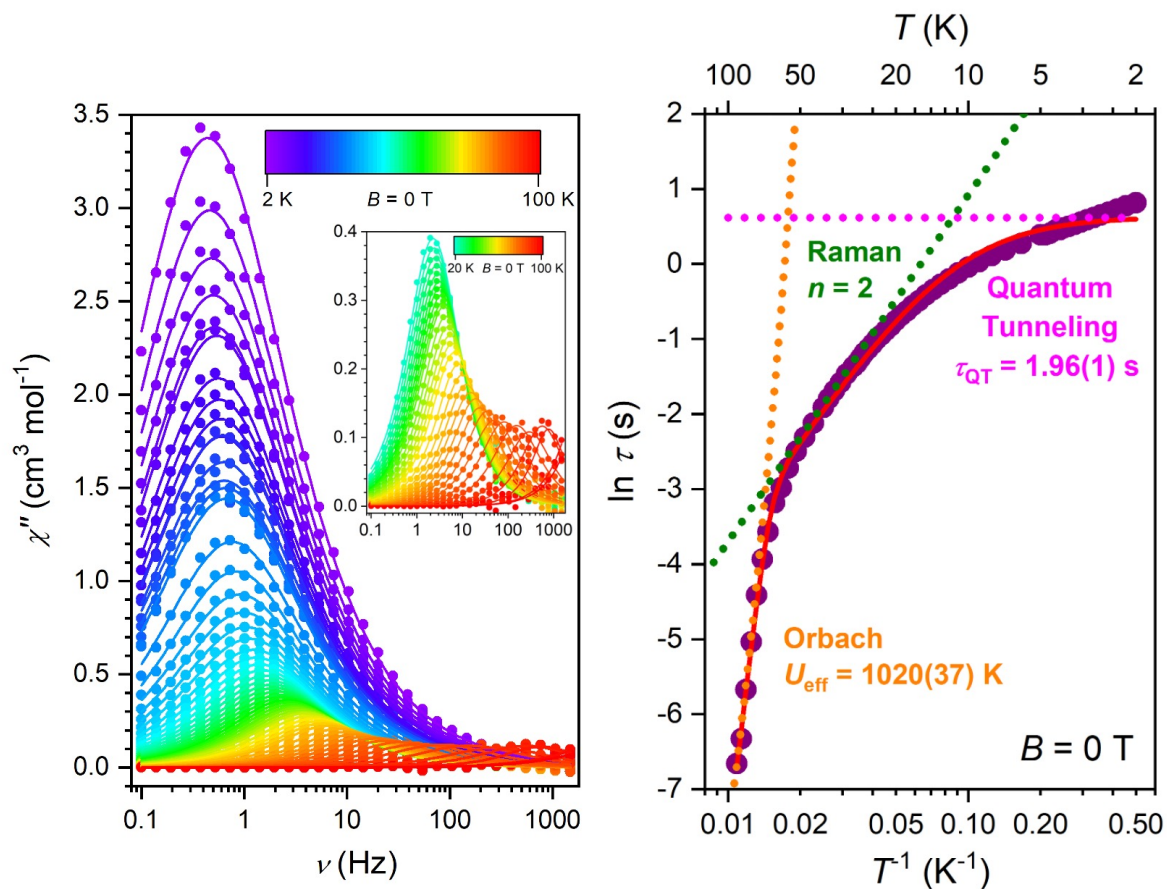 3.5
3.0
2.5
2.0
1.5
1.0
0.5
0.0
χ″ (cm³ mol⁻¹)
0.1 1 10 100 1000
ν (Hz)
2 K B = 0 T 100 K
0.4
0.3
0.2
0.1
0.0
20 K B = 0 T 100 K
0.1 1 10 100 1000
T (K)
100 50 20 10 5 2
2
1
0
-1
-2
-3
-4
-5
-6
-7
ln τ (s)
Raman
n = 2
Quantum
Tunneling
τQT = 1.96(1) s
Orbach
Ueff = 1020(37) K
B = 0 T
0.01 0.02 0.05 0.10 0.20 0.50
T⁻¹ (K⁻¹)